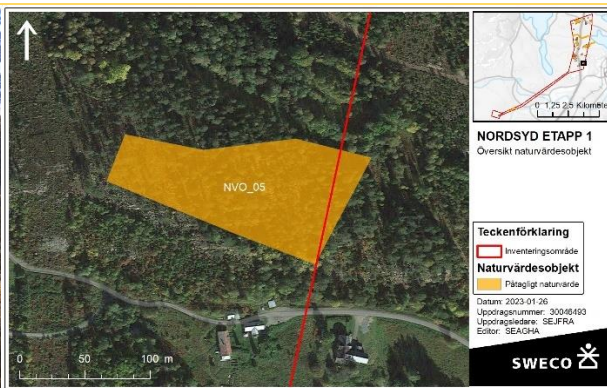 NVO_05
0
50
100 m
0 1,25 2,5 Kilomete
NORDSYD ETAPP 1
Översikt naturvärdesobjekt
Teckenförklaring
Inventeringsområde
Naturvärdesobjekt
Påtagligt naturvärde
Datum: 2023-01-26
Uppdragsnummer: 30046493
Uppdragsledare: SEJFRA
Editor: SEAGHA
SWECO